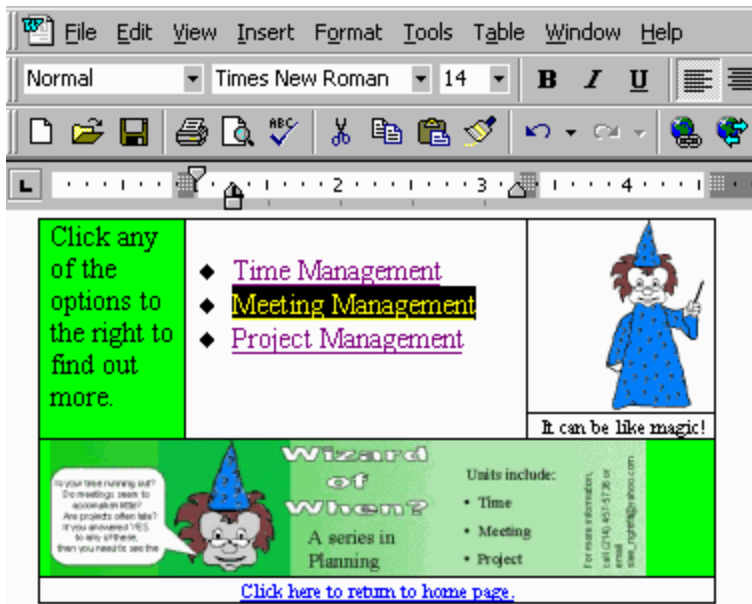 File Edit View Insert Format Tools Table Window Help
Normal Times New Roman 14 B I U
ABC
L 2 3 4
Click any
of the
options to
the right to
find out
more.
Time Management
Meeting Management
Project Management
It can be like magic!
Is your time running out?
Do meetings seem to
accomplish little?
Are projects often late?
If you answered YES
to any of these,
then you need to see the
Wizard
of
When?
A series in
Planning
Units include:
• Time
• Meeting
• Project
For more information,
email
Click here to return to home page.